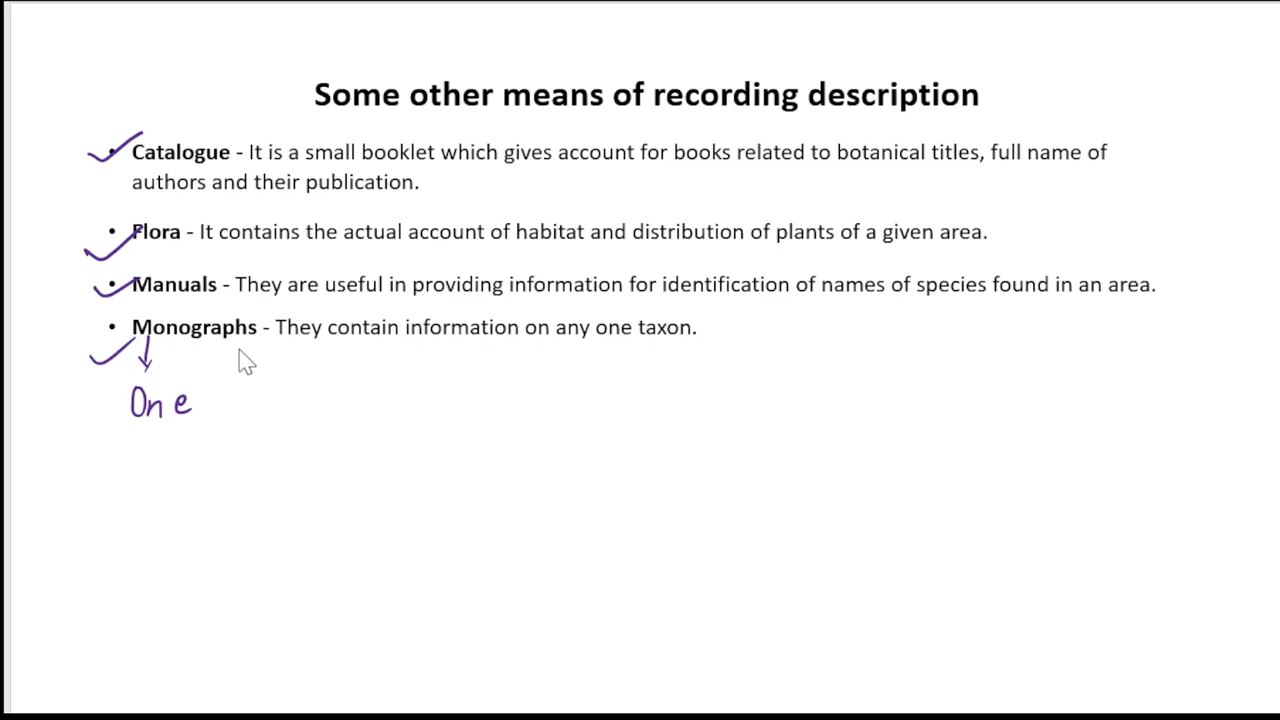 Some other means of recording description
• Catalogue - It is a small booklet which gives account for books related to botanical titles, full name of
authors and their publication.
• Flora - It contains the actual account of habitat and distribution of plants of a given area.
• Manuals - They are useful in providing information for identification of names of species found in an area.
• Monographs - They contain information on any one taxon.
One